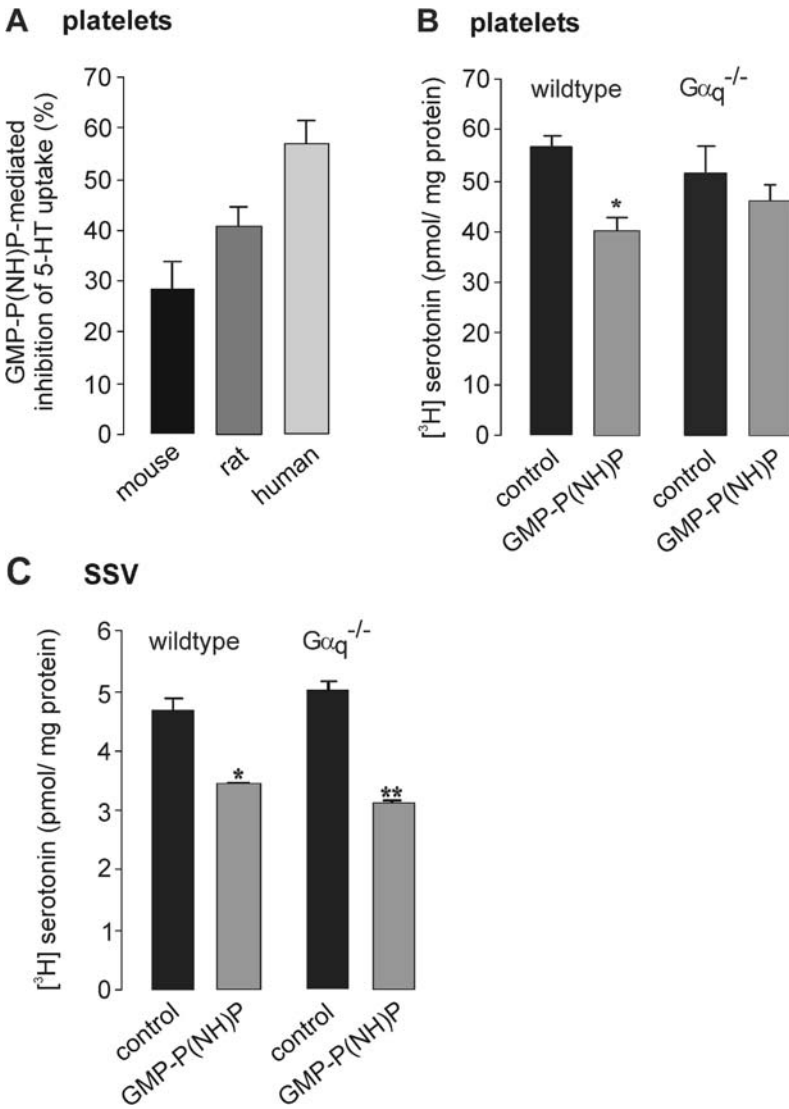 A platelets
GMP-P(NH)P-mediated
inhibition of 5-HT uptake (%)
70
60
50
40
30
20
10
0
mouse
rat
human
B platelets
[³H] serotonin (pmol/ mg protein)
70
60
50
40
30
20
10
0
wildtype
Gαq⁻/⁻
*
control
GMP-P(NH)P
control
GMP-P(NH)P
C SSV
[³H] serotonin (pmol/ mg protein)
6
5
4
3
2
1
0
wildtype
Gαq⁻/⁻
*
**
control
GMP-P(NH)P
control
GMP-P(NH)P